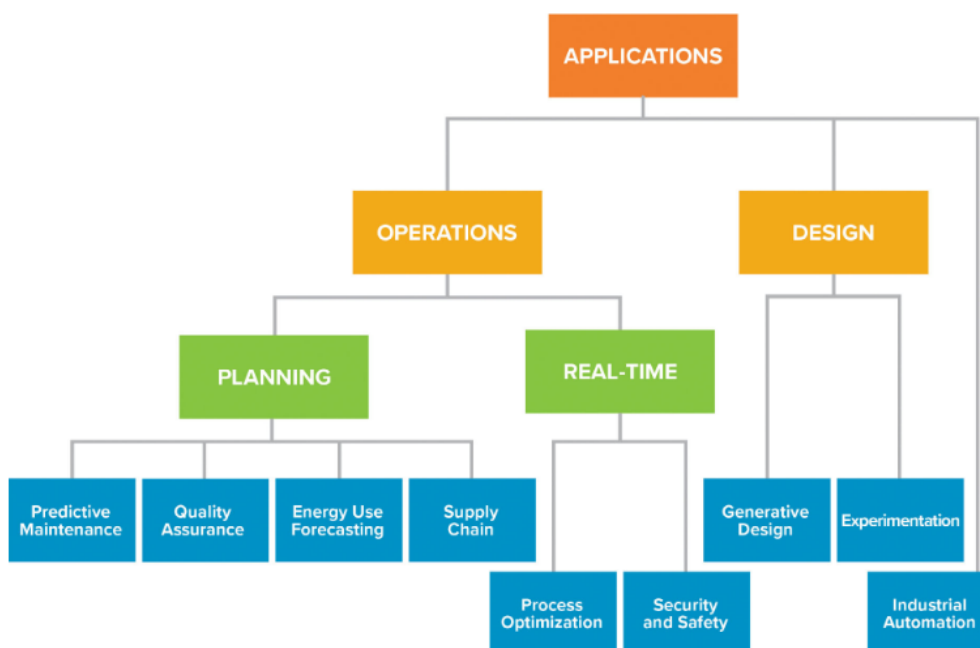 APPLICATIONS
OPERATIONS
DESIGN
PLANNING
REAL-TIME
Predictive
Maintenance
Quality
Assurance
Energy Use
Forecasting
Supply
Chain
Generative
Design
Experimentation
Process
Optimization
Security
and Safety
Industrial
Automation